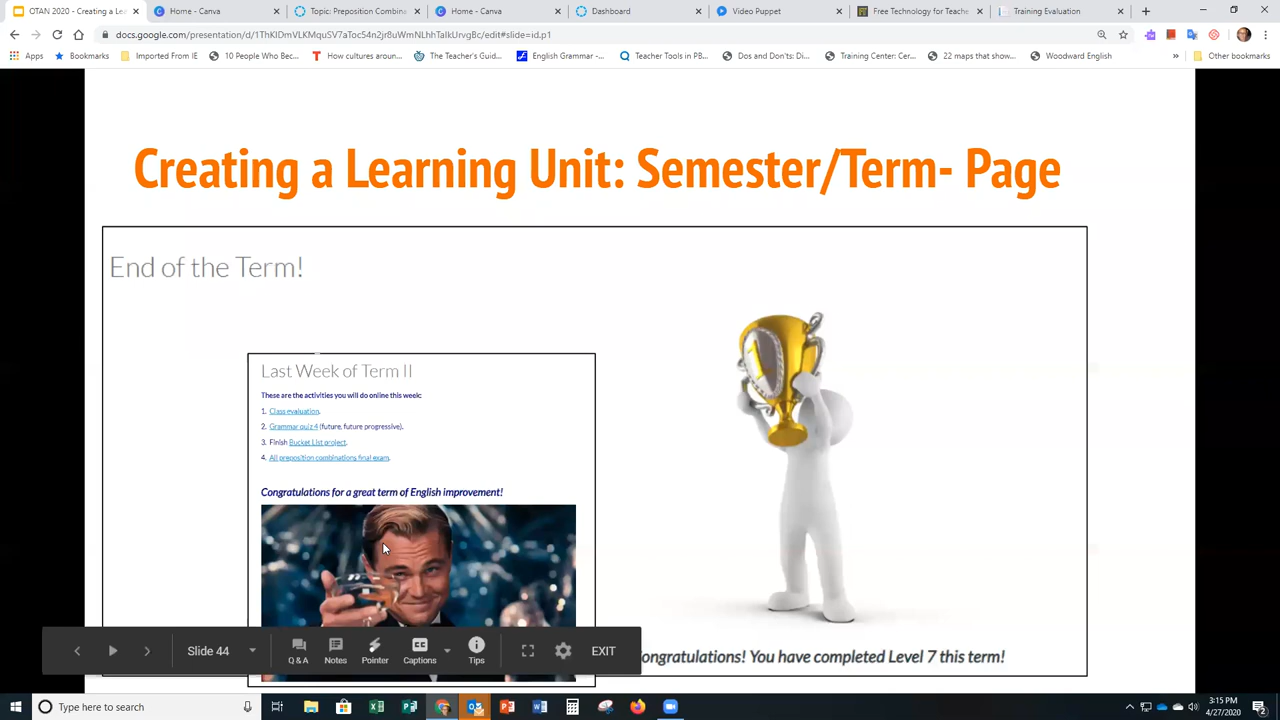 OTAN 2020 - Creating a Lea
Home - Canva
Topic: Preposition Combina
Home - Canva
Dashboard
Video Puppet
Free Technology for Teache
Training Evaluation
docs.google.com/presentation/d/1ThKlDmVLKMquSV7aToc54n2jr8uWmNLhhTaIkUrvgBc/edit#slide=id.p1
Apps
Bookmarks
Imported From IE
10 People Who Bec...
How cultures aroun...
The Teacher's Guid...
English Grammar -...
Teacher Tools in PB...
Dos and Don'ts: Di...
Training Center: Cer...
22 maps that show...
Woodward English
»
Other bookmarks
Creating a Learning Unit: Semester/Term- Page
End of the Term!
Last Week of Term II
These are the activities you will do online this week:
1. Class evaluation.
2. Grammar quiz 4 (future, future progressive).
3. Finish Bucket List project.
4. All preposition combinations final exam.
Congratulations for a great term of English improvement!
ongratulations! You have completed Level 7 this term!
Slide 44
Q & A
Notes
Pointer
Captions
Tips
EXIT
Type here to search
3:15 PM
4/27/2020
2